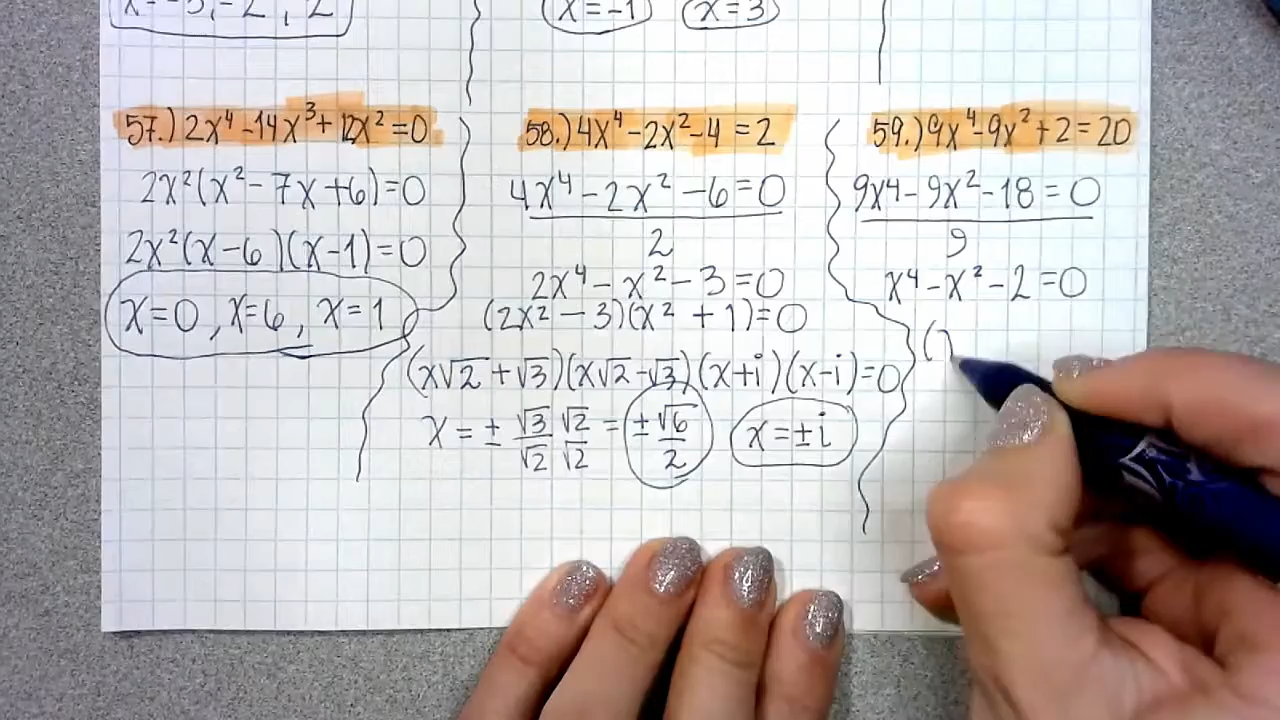 x=-3,-2,2
x=-1 x=3
57.) 2x⁴-14x³+12x²=0
2x²(x²-7x+6)=0
2x²(x-6)(x-1)=0
x=0, x=6, x=1
58.) 4x⁴-2x²-4=2
4x⁴-2x²-6=0
2
2x⁴-x²-3=0
(2x²-3)(x²+1)=0
(x√2+√3)(x√2-√3)(x+i)(x-i)=0
x=± √3/√2 √2/√2 = ±√6/2 x=±i
59.) 9x⁴-9x²+2=20
9x⁴-9x²-18=0
9
x⁴-x²-2=0
(